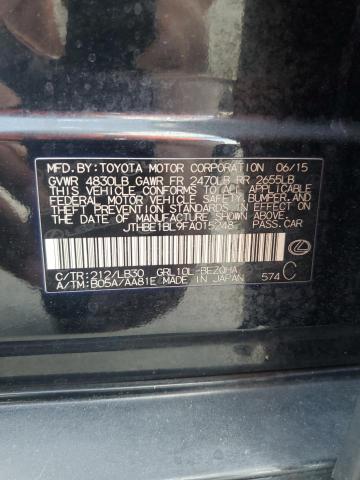 MFD.BY:TOYOTA MOTOR CORPORATION 06/15
GVWR 4830LB GAWR FR 2470LB RR 2655LB
THIS VEHICLE CONFORMS TO ALL APPLICABLE
FEDERAL MOTOR VEHICLE SAFETY,BUMPER,AND
THEFT PREVENTION STANDARDS IN EFFECT ON
THE DATE OF MANUFACTURE SHOWN ABOVE.
JTHBE1BL9FA015248 PASS.CAR
C/TR:212/LB30 GRL10L-BEZQHA
A/TM:B05A/AA81E MADE IN JAPAN 574 C